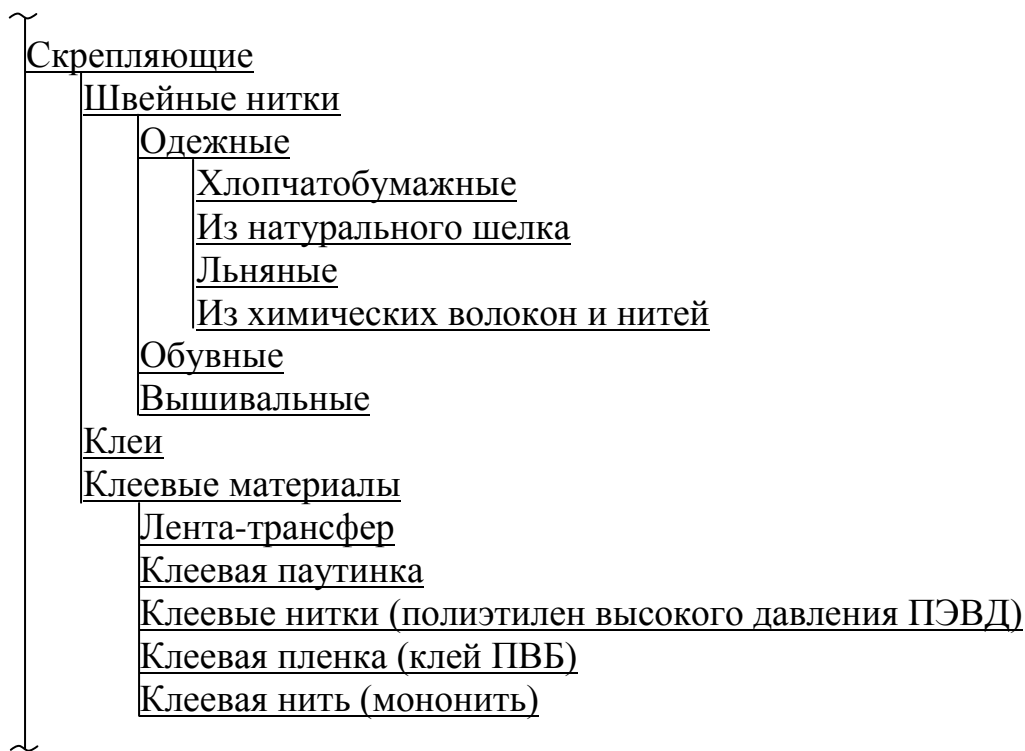 Скрепляющие
Швейные нитки
Одежные
Хлопчатобумажные
Из натурального шелка
Льняные
Из химических волокон и нитей
Обувные
Вышивальные
Клеи
Клеевые материалы
Лента-трансфер
Клеевая паутинка
Клеевые нитки (полиэтилен высокого давления ПЭВД)
Клеевая пленка (клей ПВБ)
Клеевая нить (мононить)